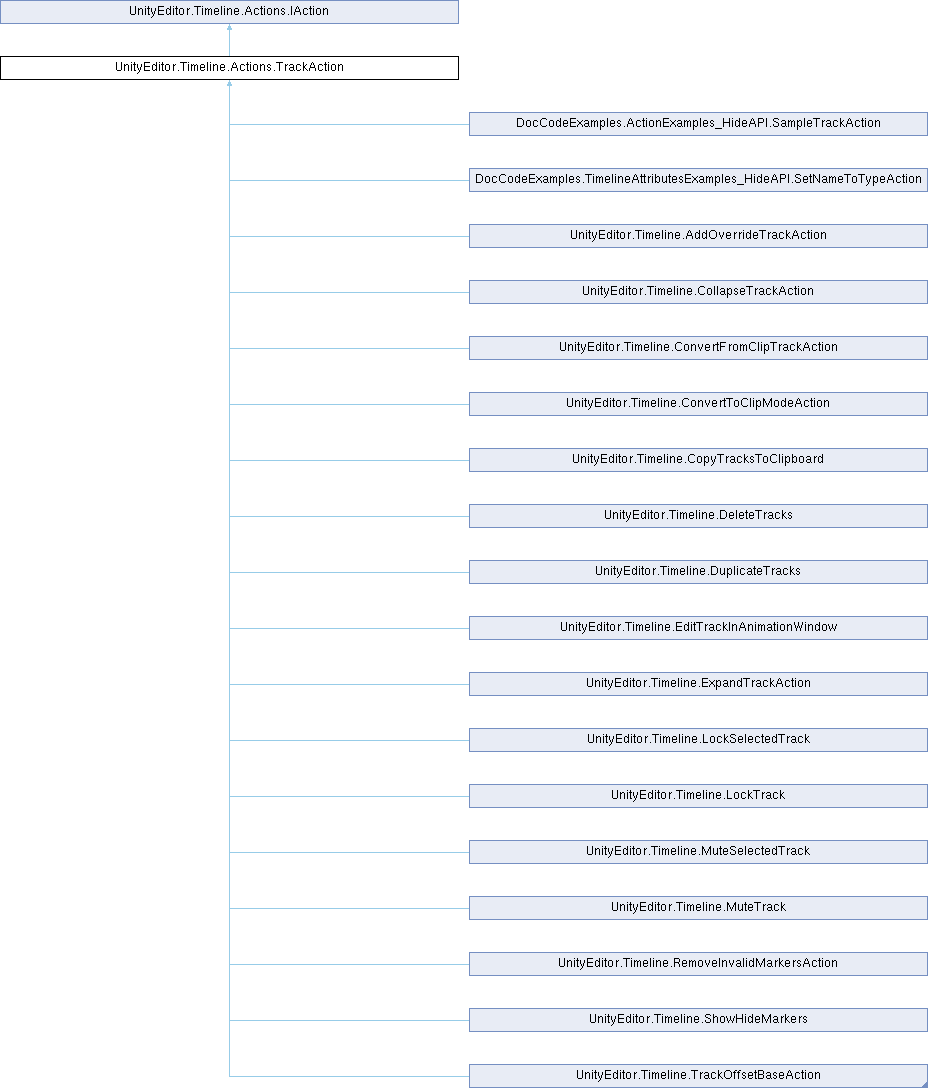 UnityEditor.Timeline.Actions.IAction
UnityEditor.Timeline.Actions.TrackAction
DocCodeExamples.ActionExamples_HideAPI.SampleTrackAction
DocCodeExamples.TimelineAttributesExamples_HideAPI.SetNameToTypeAction
UnityEditor.Timeline.AddOverrideTrackAction
UnityEditor.Timeline.CollapseTrackAction
UnityEditor.Timeline.ConvertFromClipTrackAction
UnityEditor.Timeline.ConvertToClipModeAction
UnityEditor.Timeline.CopyTracksToClipboard
UnityEditor.Timeline.DeleteTracks
UnityEditor.Timeline.DuplicateTracks
UnityEditor.Timeline.EditTrackInAnimationWindow
UnityEditor.Timeline.ExpandTrackAction
UnityEditor.Timeline.LockSelectedTrack
UnityEditor.Timeline.LockTrack
UnityEditor.Timeline.MuteSelectedTrack
UnityEditor.Timeline.MuteTrack
UnityEditor.Timeline.RemoveInvalidMarkersAction
UnityEditor.Timeline.ShowHideMarkers
UnityEditor.Timeline.TrackOffsetBaseAction